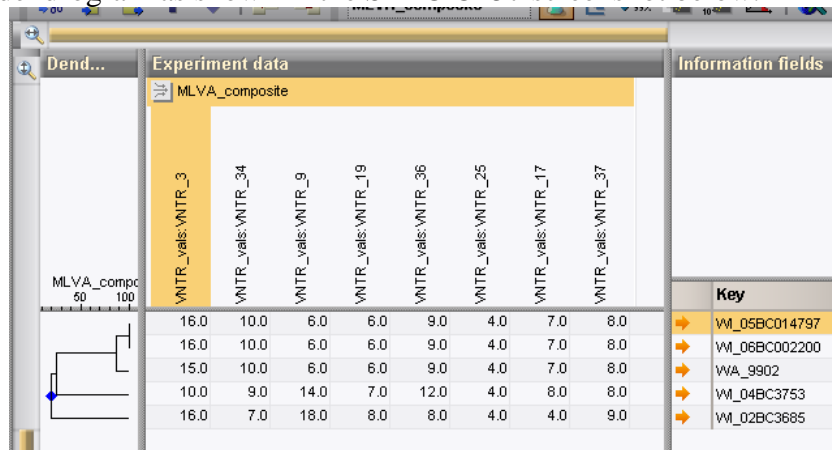 MLVA_composite
Dend...
Experiment data
Information fields
MLVA_composite
VNTR_vals:VNTR_3
VNTR_vals:VNTR_34
VNTR_vals:VNTR_9
VNTR_vals:VNTR_19
VNTR_vals:VNTR_36
VNTR_vals:VNTR_25
VNTR_vals:VNTR_17
VNTR_vals:VNTR_37
MLVA_compo
50 100
Key
16.0 10.0 6.0 6.0 9.0 4.0 7.0 8.0 WI_05BC014797
16.0 10.0 6.0 6.0 9.0 4.0 7.0 8.0 WI_06BC002200
15.0 10.0 6.0 6.0 9.0 4.0 7.0 8.0 WA_9902
10.0 9.0 14.0 7.0 12.0 4.0 8.0 8.0 WI_04BC3753
16.0 7.0 18.0 8.0 8.0 4.0 4.0 9.0 WI_02BC3685